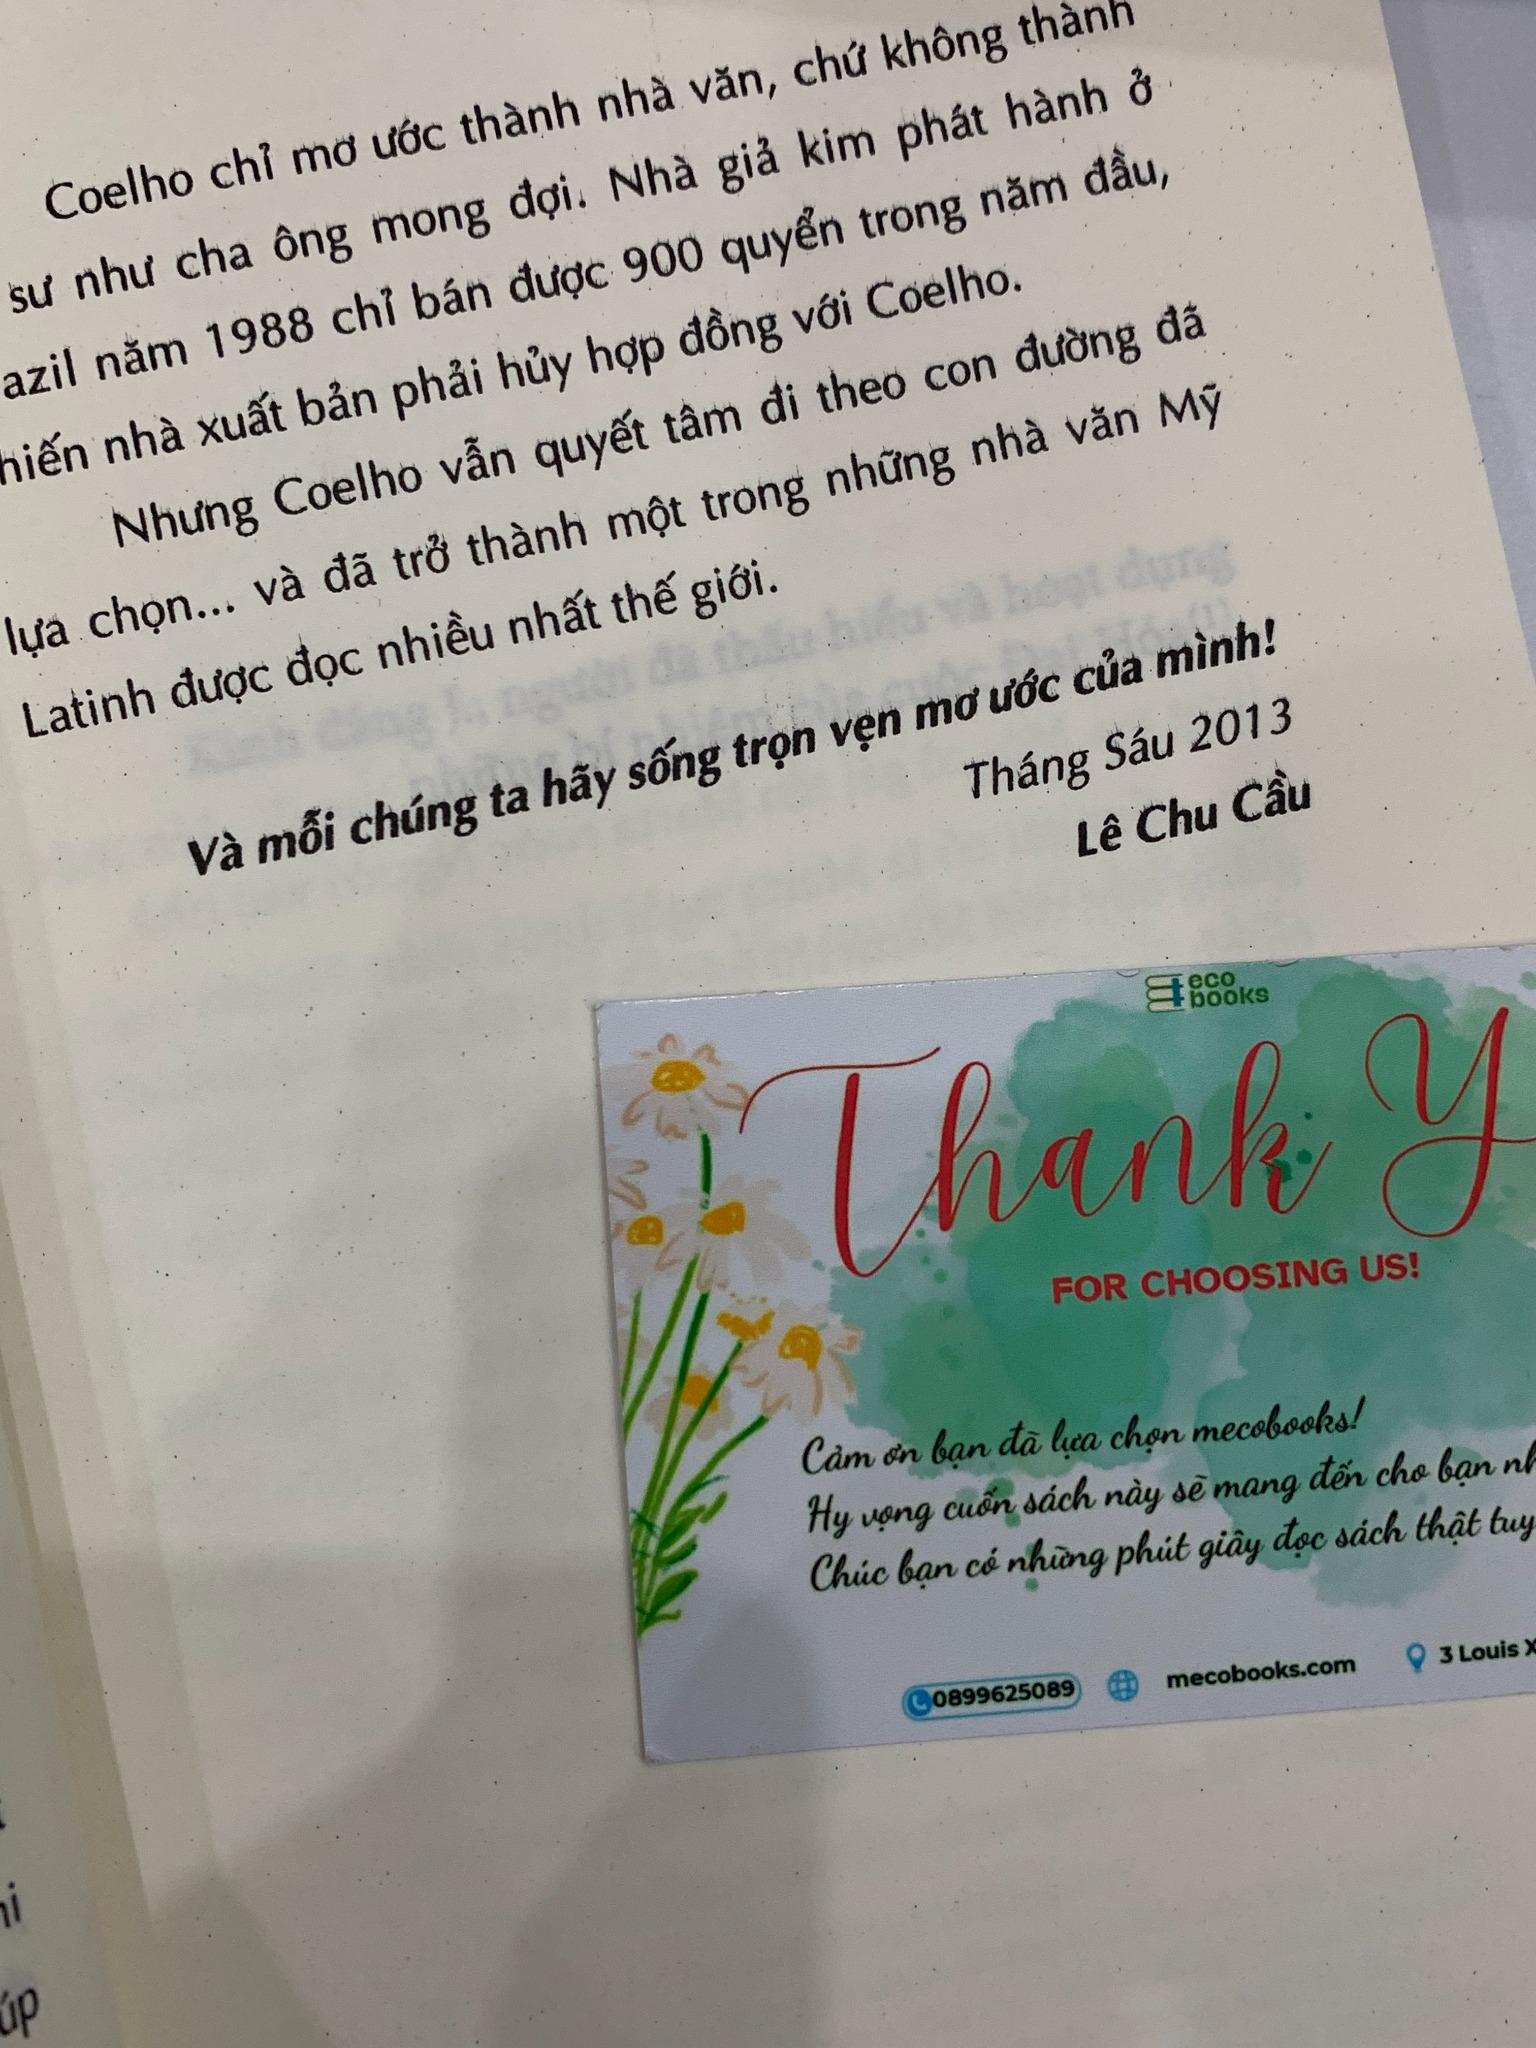 Coelho chỉ mơ ước thành nhà văn, chứ không thành
sư như cha ông mong đợi. Nhà giả kim phát hành ở
azil năm 1988 chỉ bán được 900 quyển trong năm đầu,
hiến nhà xuất bản phải hủy hợp đồng với Coelho.
Nhưng Coelho vẫn quyết tâm đi theo con đường đã
lựa chọn... và đã trở thành một trong những nhà văn Mỹ
Latinh được đọc nhiều nhất thế giới.
Và mỗi chúng ta hãy sống trọn vẹn mơ ước của mình!
Tháng Sáu 2013
Lê Chu Cầu
eco
books
Thank Y
FOR CHOOSING US!
Cảm ơn bạn đã lựa chọn mecobooks!
Hy vọng cuốn sách này sẽ mang đến cho bạn nh
Chúc bạn có những phút giây đọc sách thật tuy
0899625089 mecobooks.com 3 Louis X
úp